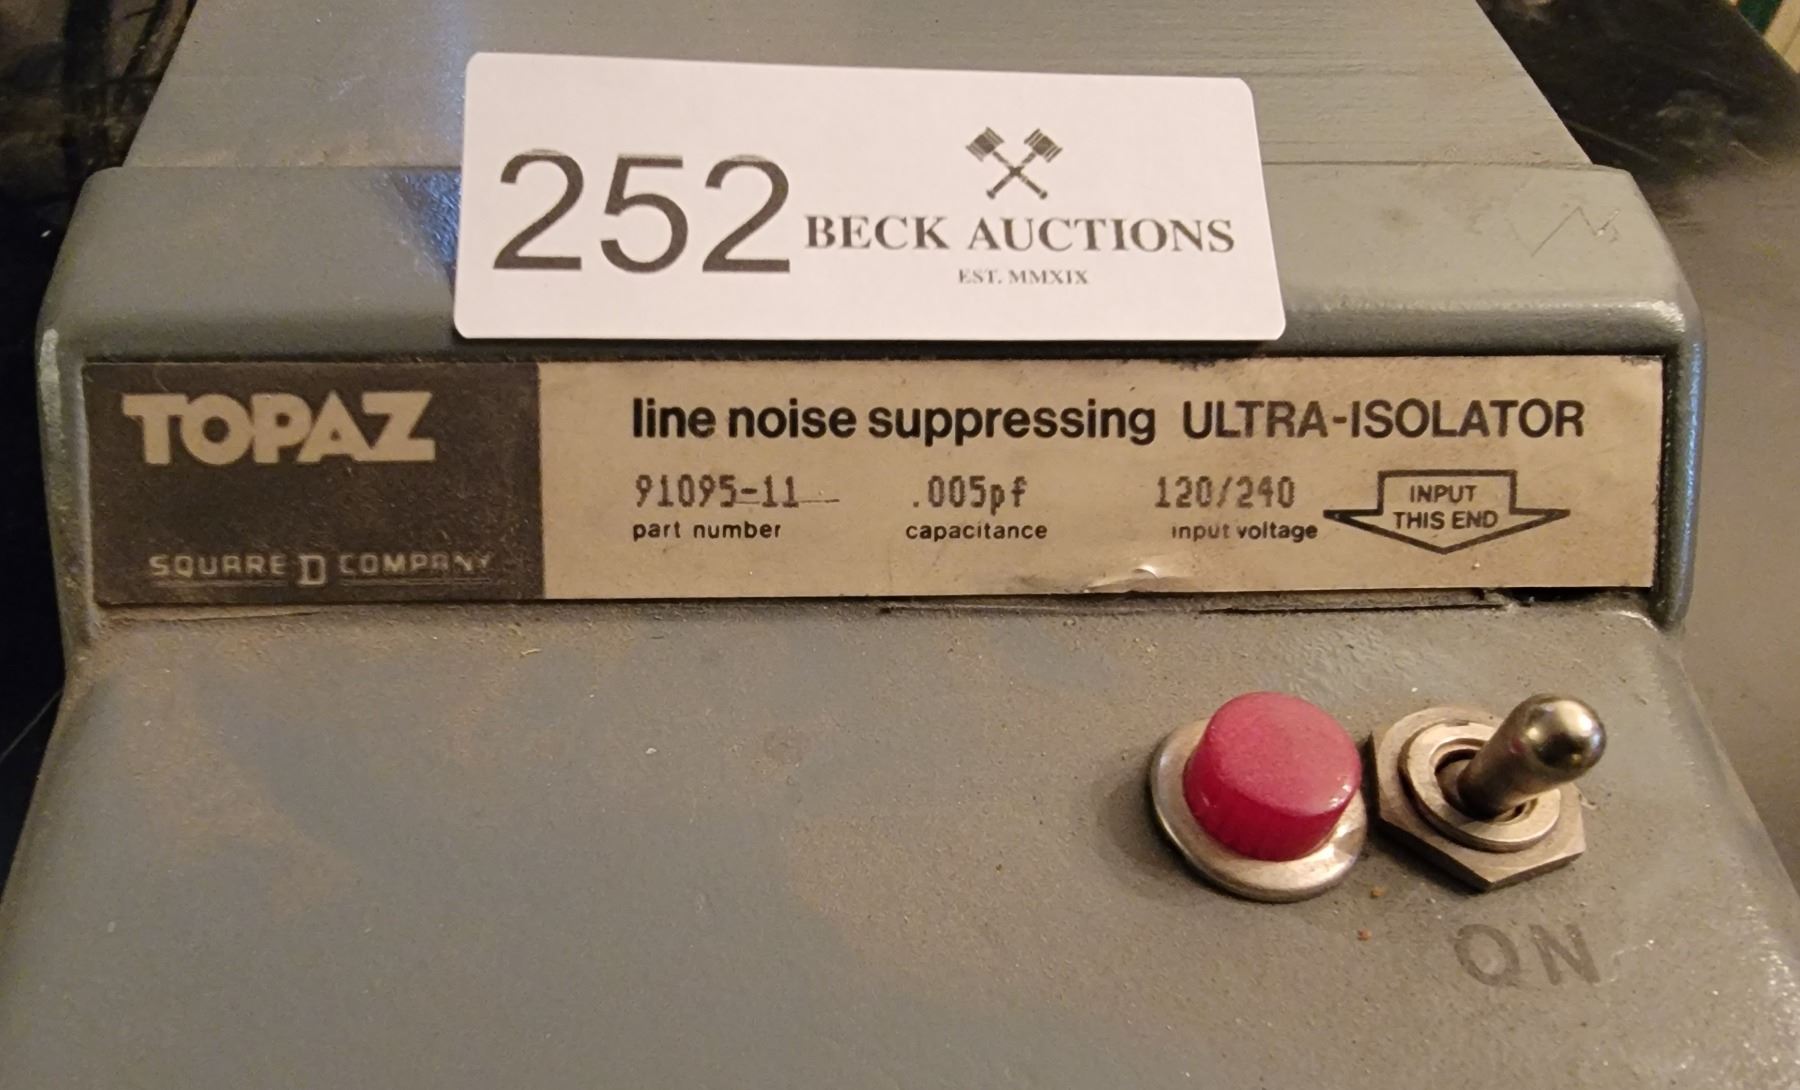 252 BECK AUCTIONS
EST. MMXIX
TOPAZ
SQUARE D COMPANY
line noise suppressing ULTRA-ISOLATOR
91095-11 .005pf 120/240
part number capacitance input voltage
INPUT
THIS END
ON